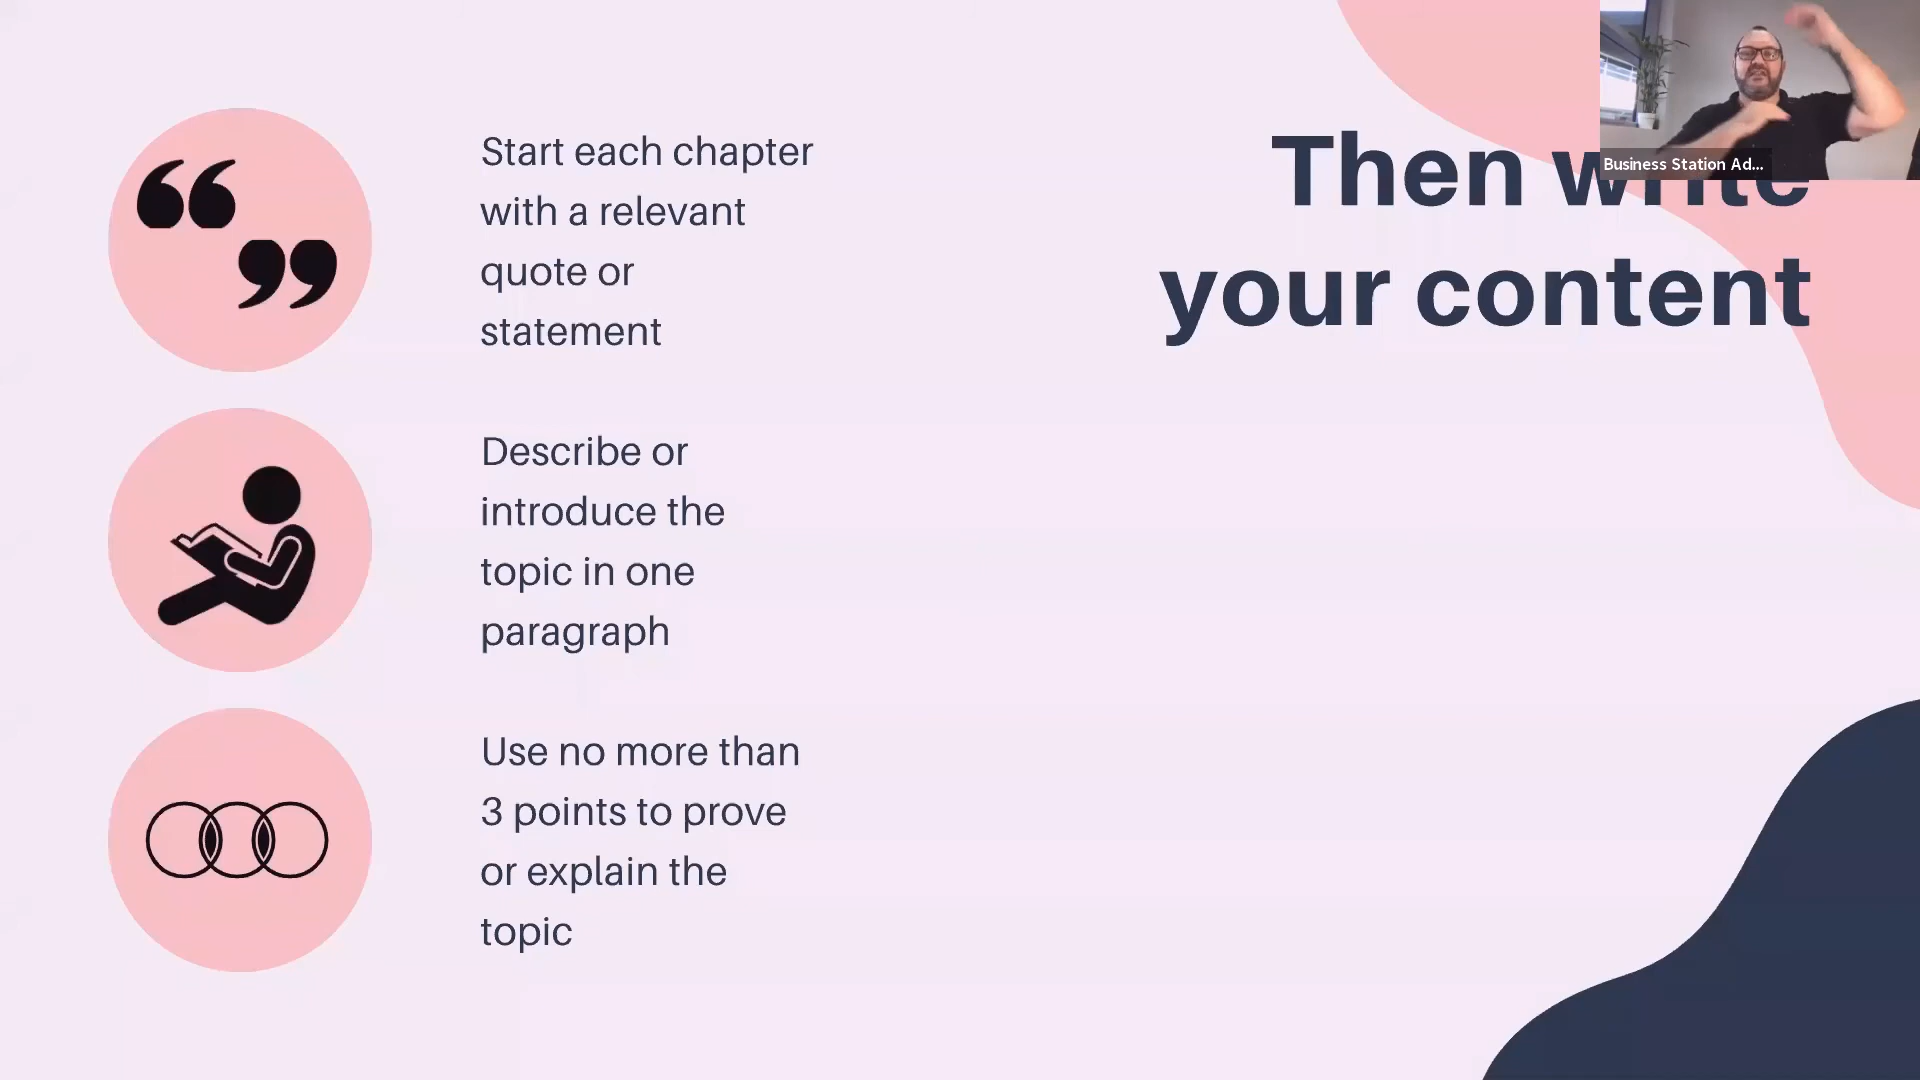 Then write
your content
Start each chapter
with a relevant
quote or
statement
Describe or
introduce the
topic in one
paragraph
Use no more than
3 points to prove
or explain the
topic
Business Station Ad...